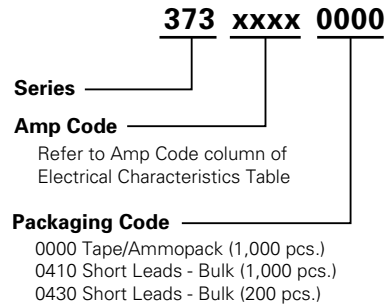 373 xxxx 0000
Series
Amp Code
Refer to Amp Code column of
Electrical Characteristics Table
Packaging Code
0000 Tape/Ammopack (1,000 pcs.)
0410 Short Leads - Bulk (1,000 pcs.)
0430 Short Leads - Bulk (200 pcs.)